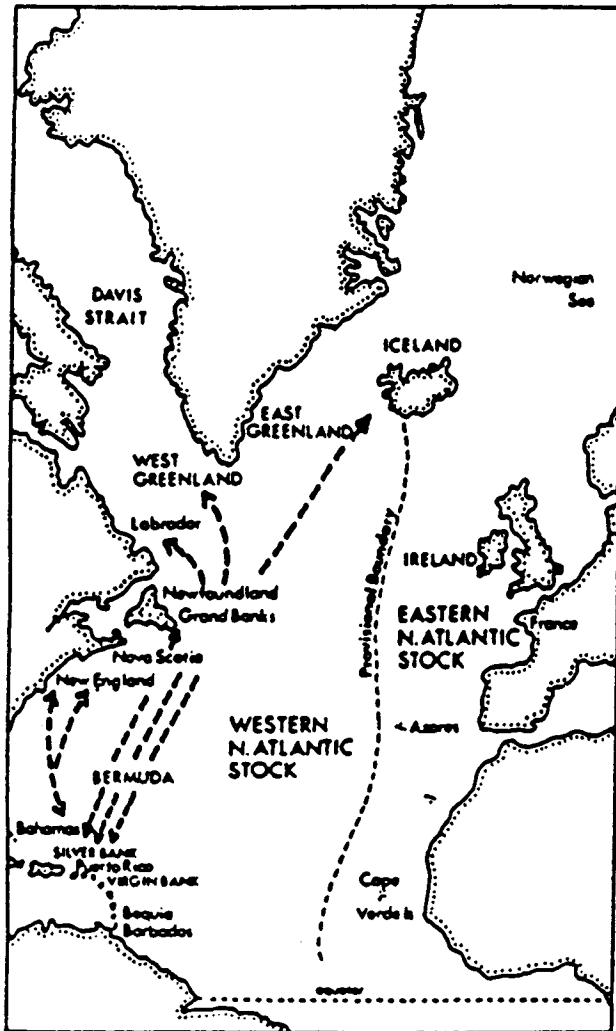 Norwegian
Sea
DAVIS
STRAIT
ICELAND
EAST
GREENLAND
WEST
GREENLAND
Labrador
Provisional Boundary
IRELAND
Newfoundland
Grand Banks
EASTERN
N. ATLANTIC
STOCK
France
Nova Scotia
New England
WESTERN
N. ATLANTIC
STOCK
Azores
BERMUDA
Bahamas
SILVER BANK
Puerto Rico
VIRGIN BANK
Cape
Verde Is
Bequia
Barbados
equator